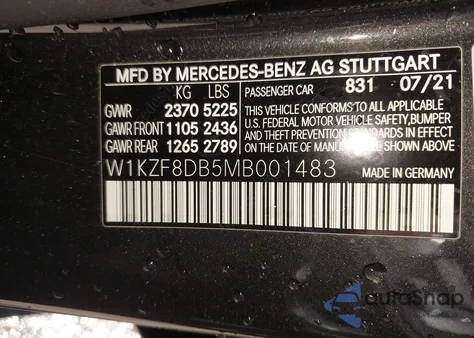 MFD BY MERCEDES-BENZ AG STUTTGART
KG LBS PASSENGER CAR 831 07/21
GVWR 2370 5225 THIS VEHICLE CONFORMS TO ALL APPLICABLE
GAWR FRONT 1105 2436 U.S. FEDERAL MOTOR VEHICLE SAFETY, BUMPER
GAWR REAR 1265 2789 AND THEFT PREVENTION STANDARDS IN EFFECT
ON THE DATE OF MANUFACTURE SHOWN ABOVE.
W1KZF8DB5MB001483 MADE IN GERMANY
autoSnap